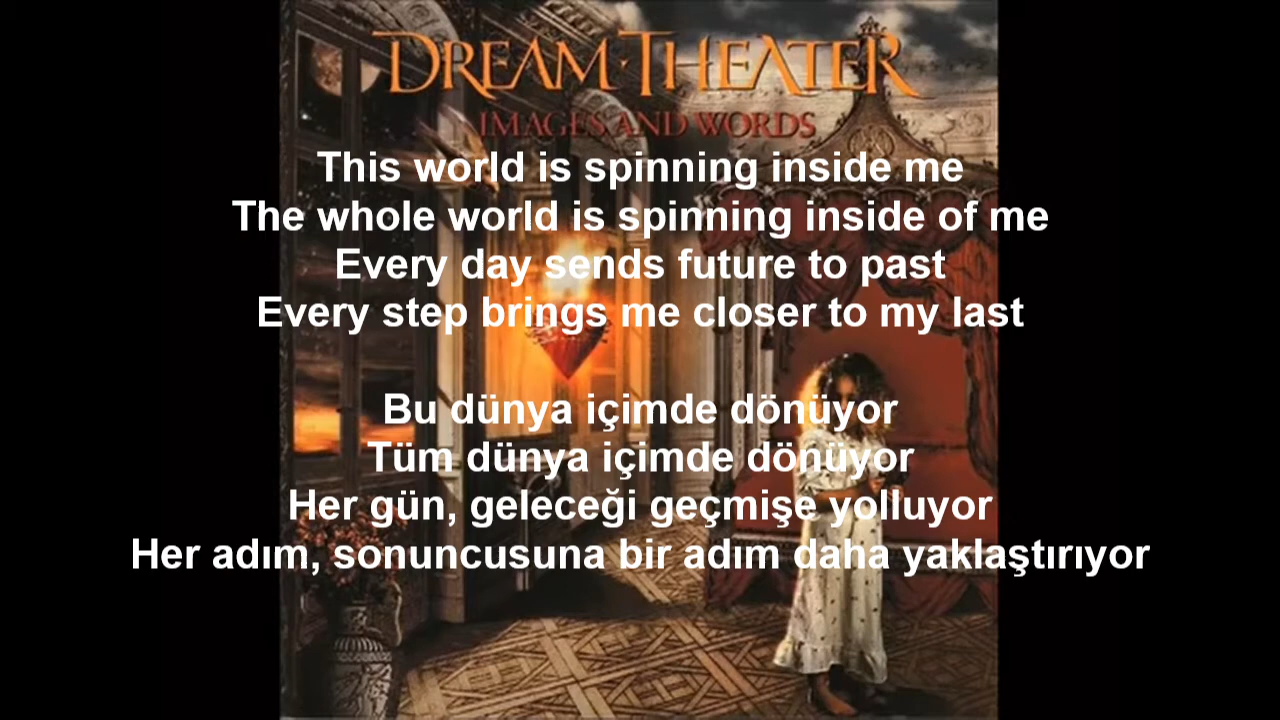 DREAM·THEATER
IMAGES AND WORDS
This world is spinning inside me
The whole world is spinning inside of me
Every day sends future to past
Every step brings me closer to my last
Bu dünya içimde dönüyor
Tüm dünya içimde dönüyor
Her gün, geleceği geçmişe yolluyor
Her adım, sonuncusuna bir adım daha yaklaştırıyor